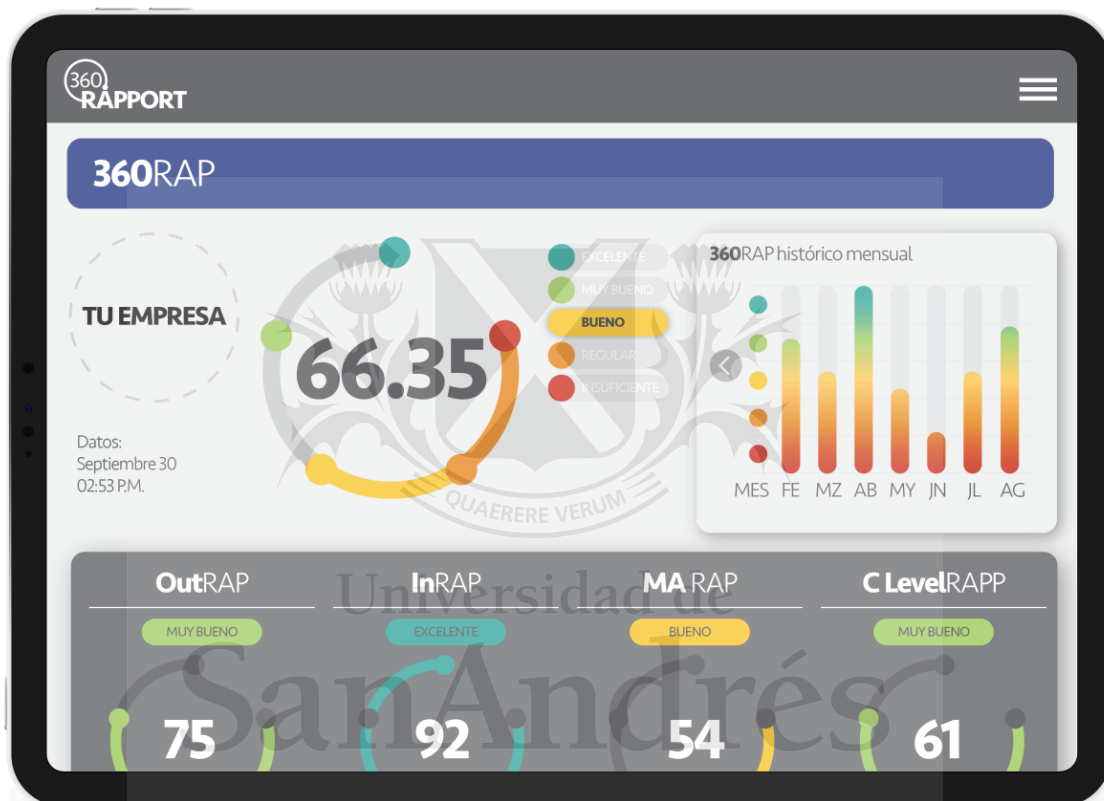 360
RAPPORT
360RAP
TU EMPRESA
Datos:
Septiembre 30
02:53 P.M.
66.35
EXCELENTE
MUY BUENO
BUENO
REGULAR
INSUFICIENTE
360RAP histórico mensual
MES FE MZ AB MY JN JL AG
QUAERERE VERUM
Universidad de
SanAndrés
OutRAP
MUY BUENO
75
InRAP
EXCELENTE
92
MA RAP
BUENO
54
C LevelRAPP
MUY BUENO
61